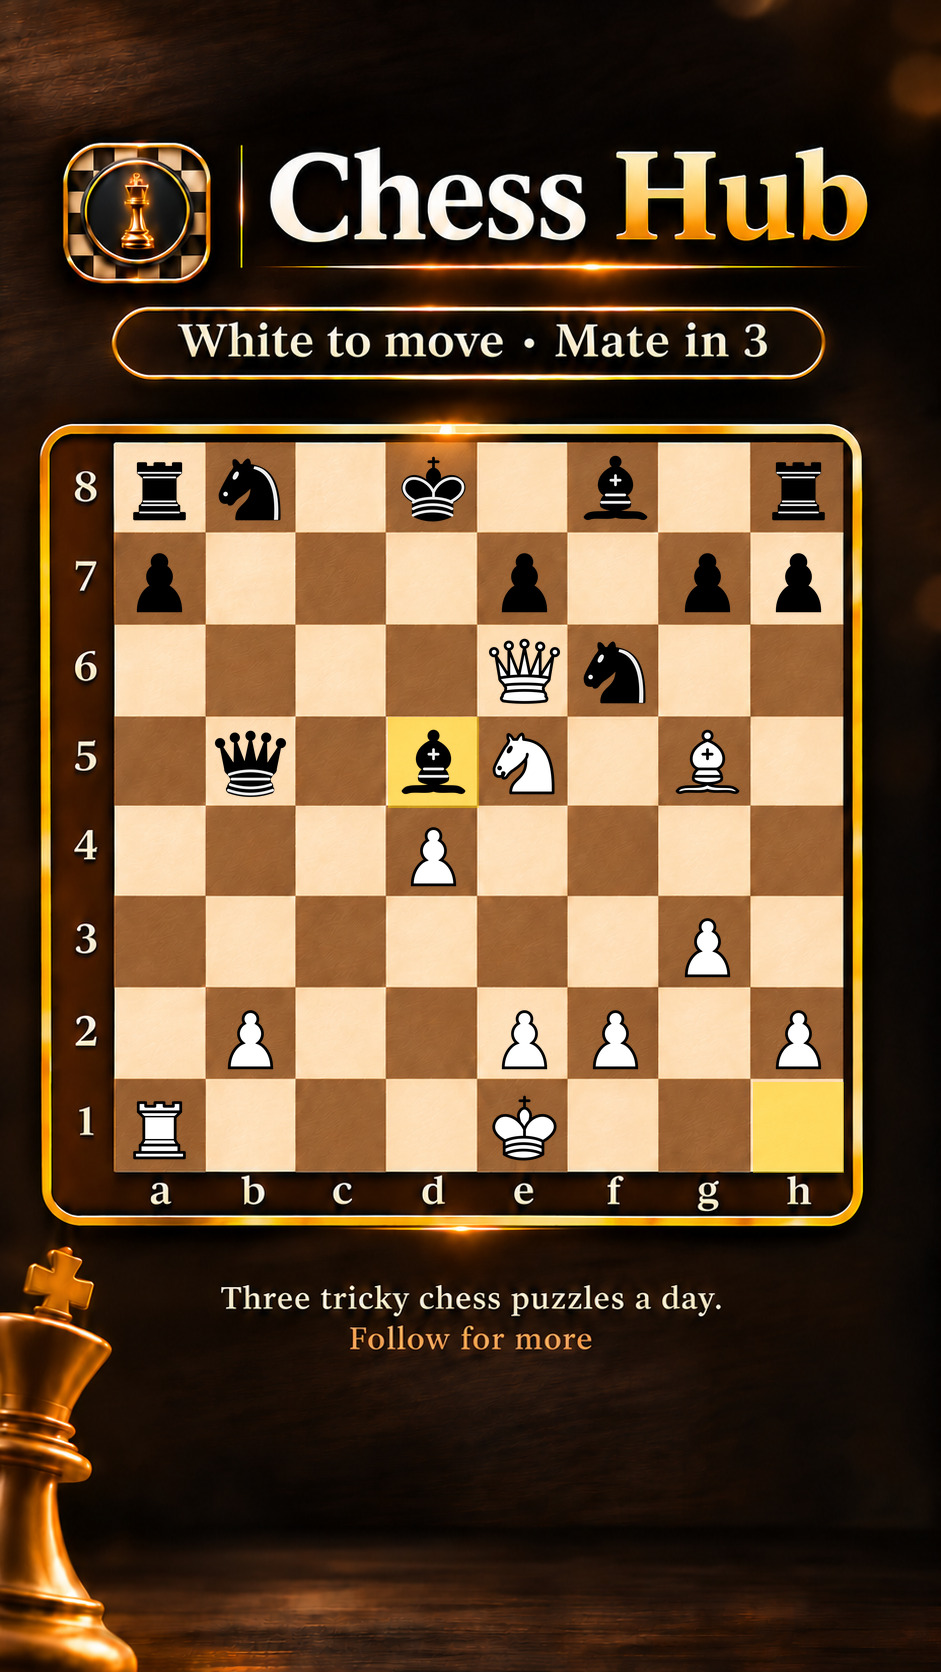 Chess Hub
White to move • Mate in 3
8
7
6
5
4
3
2
1
a b c d e f g h
Three tricky chess puzzles a day.
Follow for more